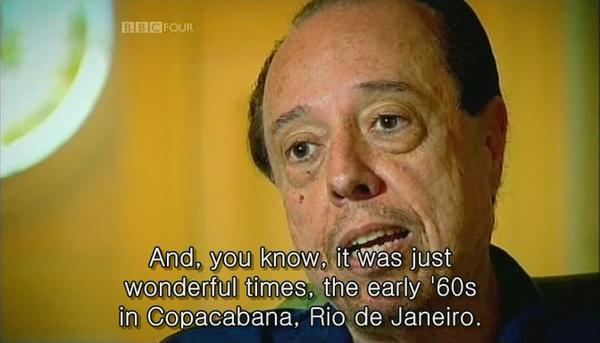 BBC FOUR
And, you know, it was just
wonderful times, the early '60s
in Copacabana, Rio de Janeiro.